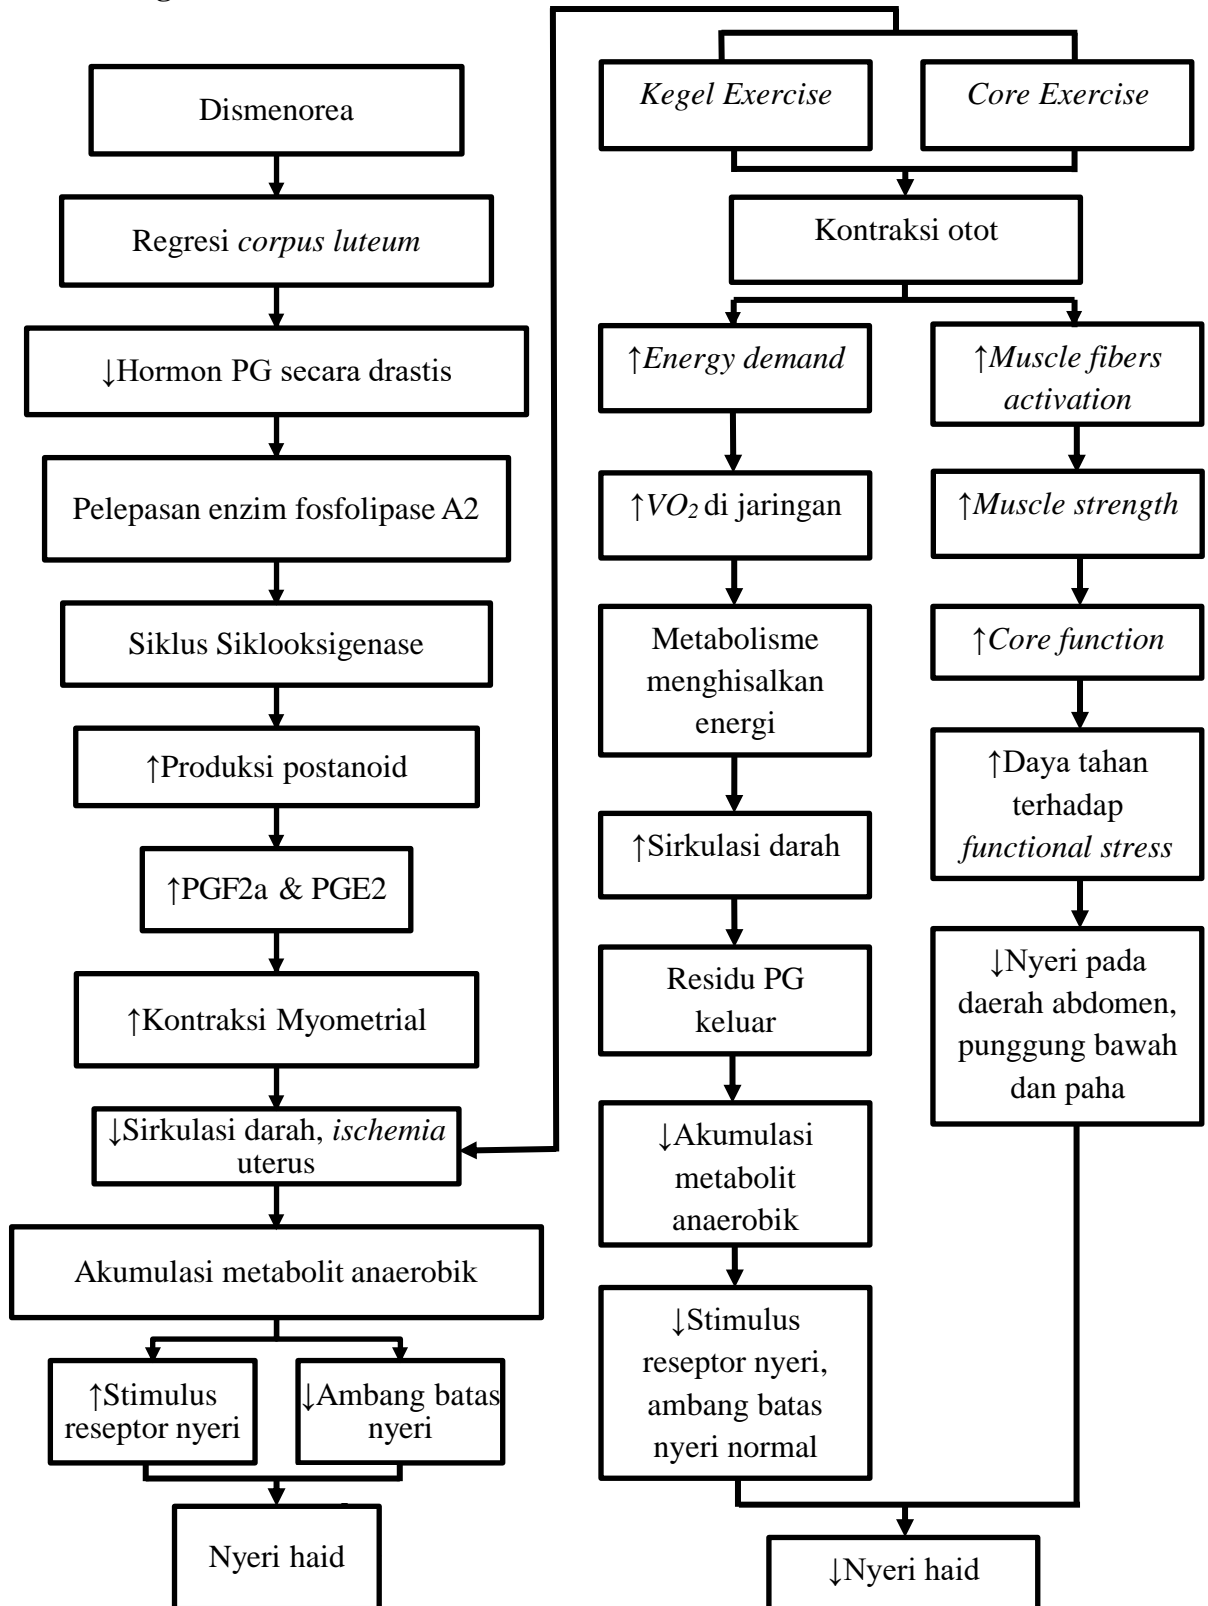 Dismenorea
Regresi corpus luteum
↓Hormon PG secara drastis
Pelepasan enzim fosfolipase A2
Siklus Siklooksigenase
↑Produksi postanoid
↑PGF2a & PGE2
↑Kontraksi Myometrial
↓Sirkulasi darah, ischemia
uterus
Akumulasi metabolit anaerobik
↑Stimulus
reseptor nyeri
↓Ambang batas
nyeri
Nyeri haid
Kegel Exercise
Core Exercise
Kontraksi otot
↑Energy demand
↑VO2 di jaringan
Metabolisme
menghisalkan
energi
↑Sirkulasi darah
Residu PG
keluar
↓Akumulasi
metabolit
anaerobik
↓Stimulus
reseptor nyeri,
ambang batas
nyeri normal
↑Muscle fibers
activation
↑Muscle strength
↑Core function
↑Daya tahan
terhadap
functional stress
↓Nyeri pada
daerah abdomen,
punggung bawah
dan paha
↓Nyeri haid